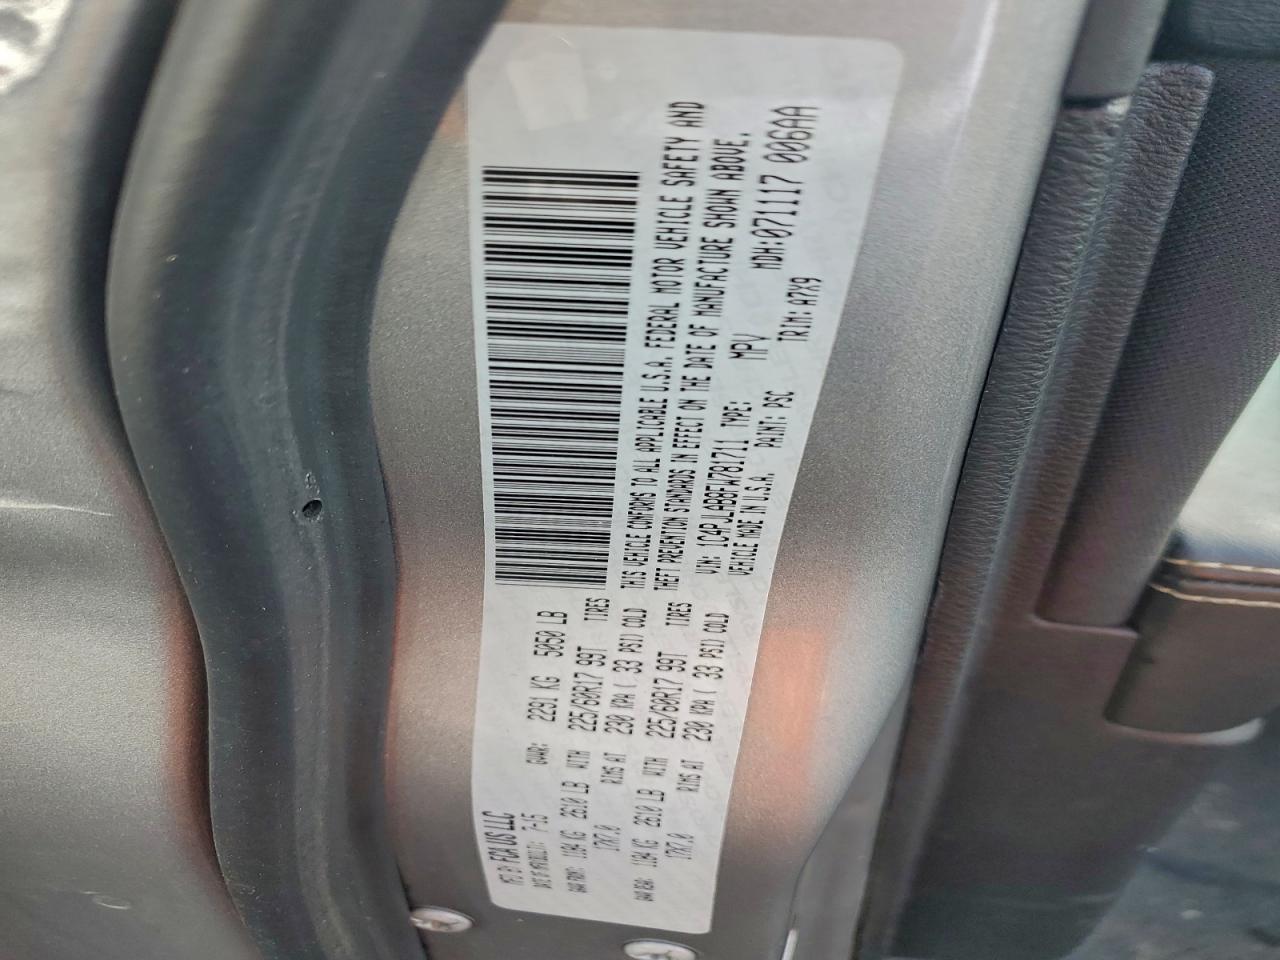 MFD BY: FCA US LLC
DATE OF MFR: 7-15 GVWR: 2291 KG 5050 LB
GAWR FRONT: 1184 KG 2610 LB WITH 225/60R17 99T TIRES
17X7.0 RIMS AT 230 KPA ( 33 PSI) COLD
GAWR REAR: 1184 KG 2610 LB WITH 225/60R17 99T TIRES
17X7.0 RIMS AT 230 KPA ( 33 PSI) COLD
THIS VEHICLE CONFORMS TO ALL APPLICABLE U.S.A. FEDERAL MOTOR VEHICLE SAFETY AND
THEFT PREVENTION STANDARDS IN EFFECT ON THE DATE OF MANUFACTURE SHOWN ABOVE.
VIN: 1C4PJLAB8FW781711 TYPE: MPV MDH: 071117 006AA
VEHICLE MADE IN U.S.A. PAINT: PSC TRIM: A7X9